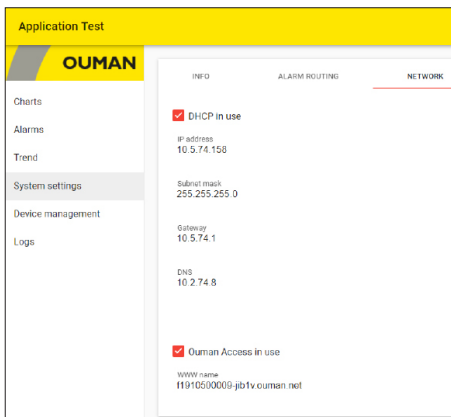 Application Test
OUMAN
Charts
Alarms
Trend
System settings
Device management
Logs
INFO ALARM ROUTING NETWORK
DHCP in use
IP address
10.5.74.158
Subnet mask
255.255.255.0
Gateway
10.5.74.1
DNS
10.2.74.8
Ouman Access in use
WWW name
f1910500009-jib1v.ouman.net